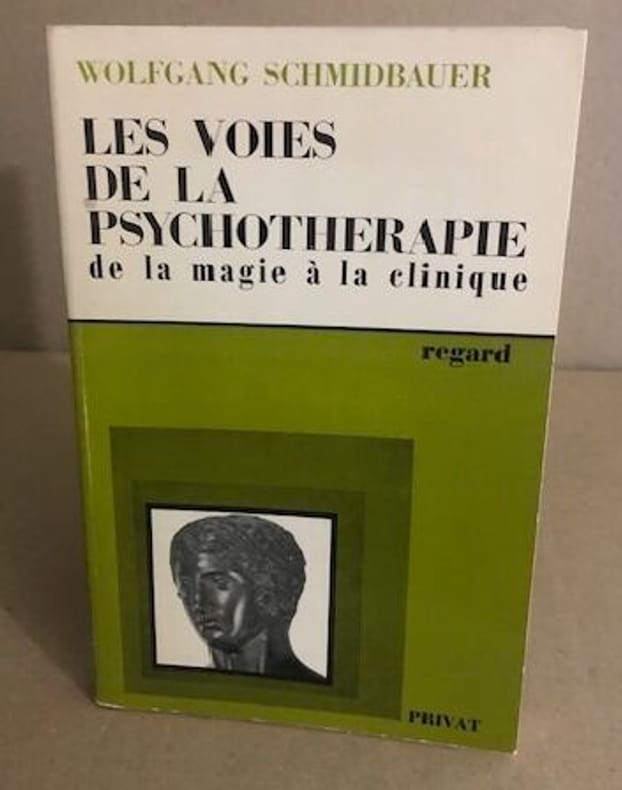 WOLFGANG SCHMIDBAUER
LES VOIES
DE LA
PSYCHOTHERAPIE
de la magie à la clinique
regard
PRIVAT